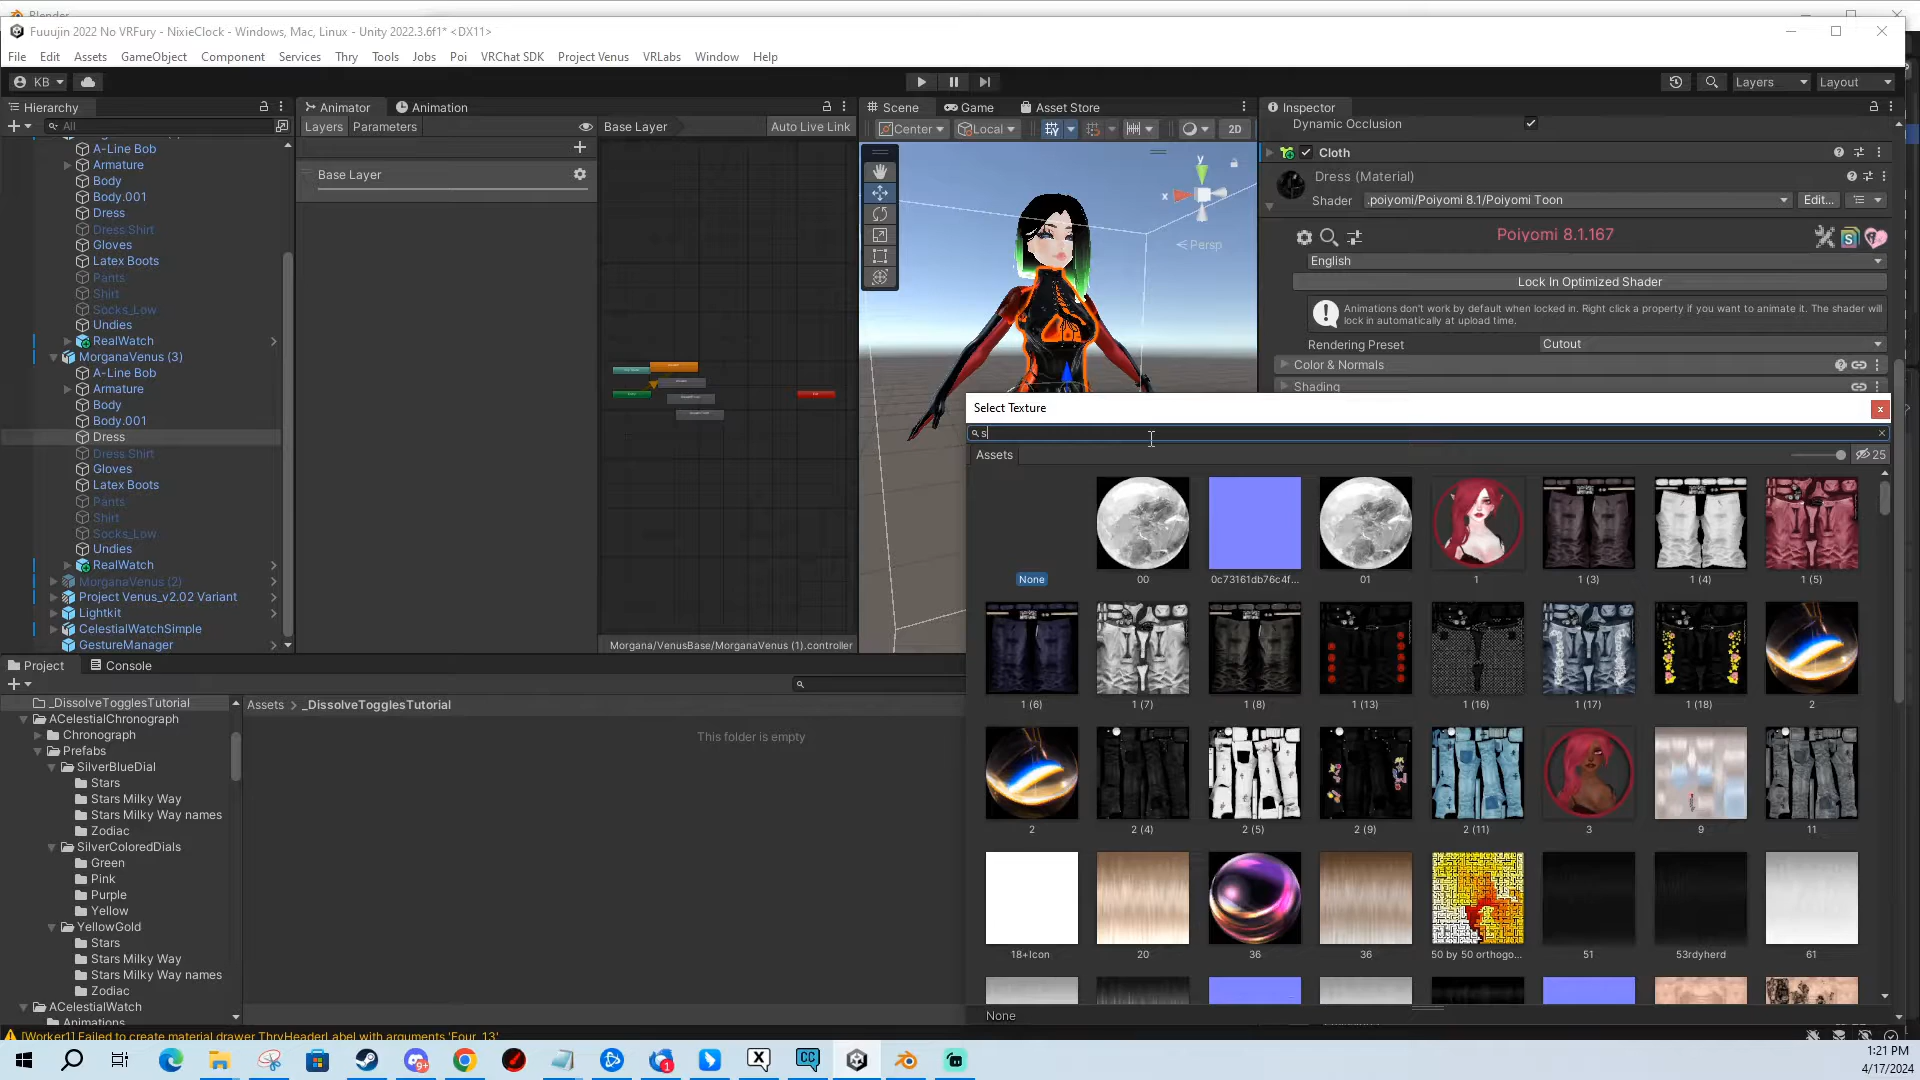 Blender
Fuuujin 2022 No VRFury - NixieClock - Windows, Mac, Linux - Unity 2022.3.6f1* <DX11>
File Edit Assets GameObject Component Services Thry Tools Jobs Poi VRChat SDK Project Venus VRLabs Window Help
KB Layers Layout
Hierarchy Animator Animation Scene Game Asset Store Inspector
All Layers Parameters Base Layer Auto Live Link Center Local 2D Dynamic Occlusion
A-Line Bob
Armature
Body
Body.001
Dress
Dress Shirt
Gloves
Latex Boots
Pants
Shirt
Socks_Low
Undies
RealWatch
MorganaVenus (3)
A-Line Bob
Armature
Body
Body.001
Dress
Dress Shirt
Gloves
Latex Boots
Pants
Shirt
Socks_Low
Undies
RealWatch
MorganaVenus (2)
Project Venus_v2.02 Variant
Lightkit
CelestialWatchSimple
GestureManager
Base Layer
Morgana/VenusBase/MorganaVenus (1).controller
y
x
Persp
Cloth
Dress (Material)
Shader .poiyomi/Poiyomi 8.1/Poiyomi Toon Edit...
Poiyomi 8.1.167
English
Lock In Optimized Shader
Animations don't work by default when locked in. Right click a property if you want to animate it. The shader will
lock in automatically at upload time.
Rendering Preset Cutout
Color & Normals
Shading
Select Texture
s
Assets 25
None 00 0c73161db76c4f... 01 1 1 (3) 1 (4) 1 (5)
1 (6) 1 (7) 1 (8) 1 (13) 1 (16) 1 (17) 1 (18) 2
2 2 (4) 2 (5) 2 (9) 2 (11) 3 9 11
18+Icon 20 36 36 50 by 50 orthogo... 51 53rdyherd 61
None
Project Console
_DissolveTogglesTutorial
ACelestialChronograph
Chronograph
Prefabs
SilverBlueDial
Stars
Stars Milky Way
Stars Milky Way names
Zodiac
SilverColoredDials
Green
Pink
Purple
Yellow
YellowGold
Stars
Stars Milky Way
Stars Milky Way names
Zodiac
ACelestialWatch
Animations
Assets > _DissolveTogglesTutorial
This folder is empty
[Worker1] Failed to create material drawer ThryHeaderLabel with arguments 'Four, 13'
9+
1
X
CC
1:21 PM
4/17/2024